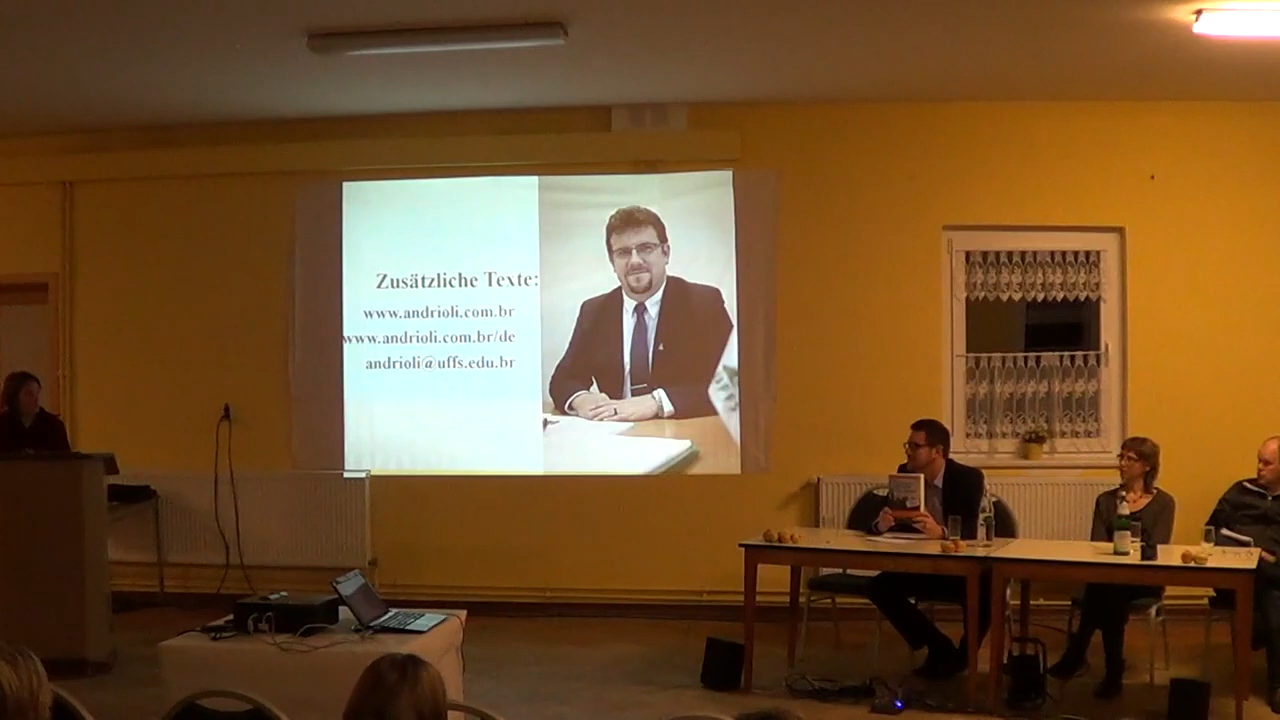 Zusätzliche Texte:
www.andrioli.com.br
www.andrioli.com.br/de
andrioli@uffs.edu.br